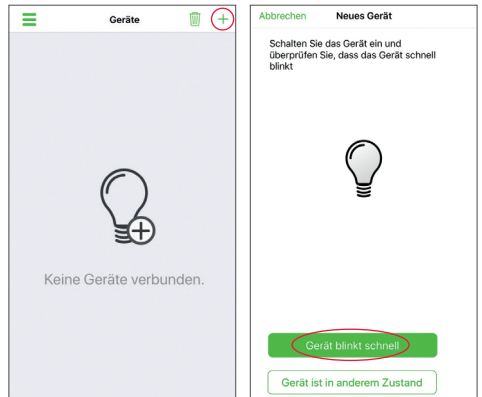 Geräte
Keine Geräte verbunden.
Abbrechen Neues Gerät
Schalten Sie das Gerät ein und
überprüfen Sie, dass das Gerät schnell
blinkt
Gerät blinkt schnell
Gerät ist in anderem Zustand